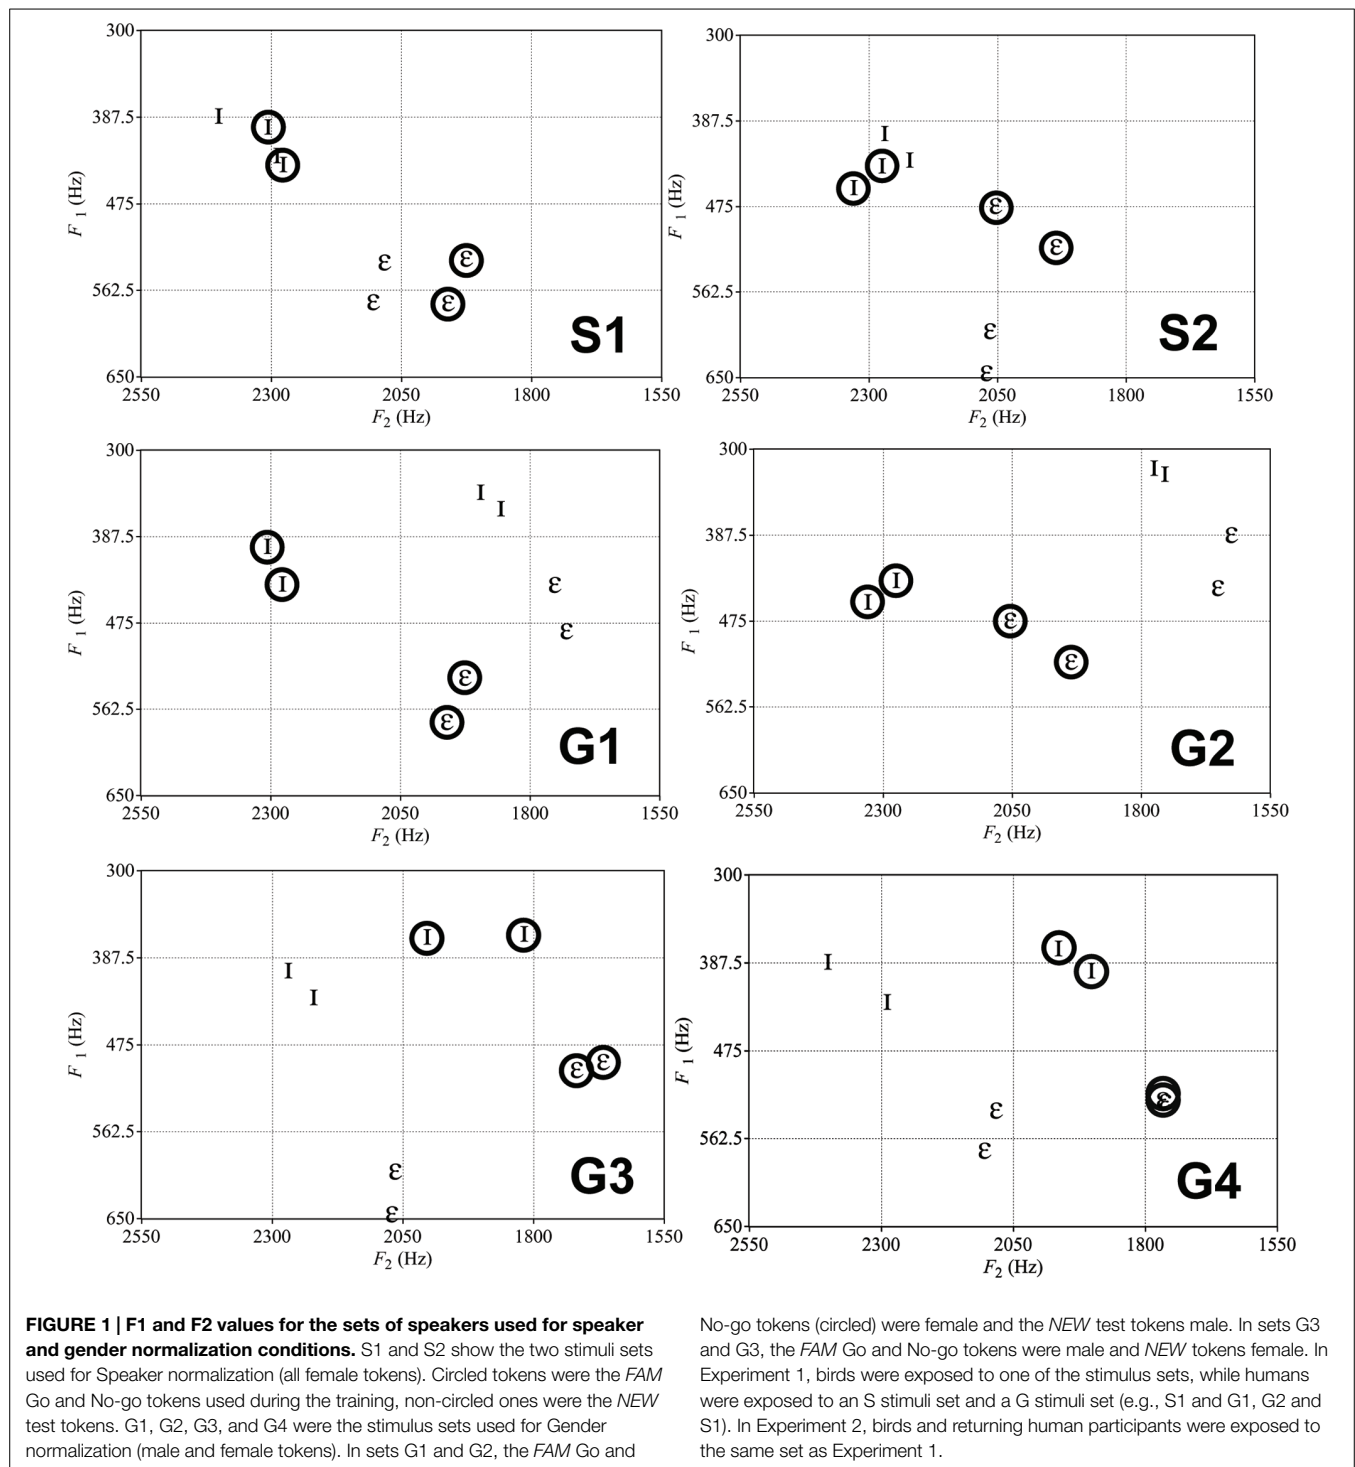 300
387.5
475
562.5
650
2550
2300
2050
1800
1550
F 1 (Hz)
F2 (Hz)
I
I
I
I
ε
ε
ε
ε
S1
300
387.5
475
562.5
650
2550
2300
2050
1800
1550
F 1 (Hz)
F2 (Hz)
I
I
I
I
ε
ε
ε
ε
S2
300
387.5
475
562.5
650
2550
2300
2050
1800
1550
F 1 (Hz)
F2 (Hz)
I
I
I
I
ε
ε
ε
ε
G1
300
387.5
475
562.5
650
2550
2300
2050
1800
1550
F 1 (Hz)
F2 (Hz)
I
I
I
I
ε
ε
ε
ε
G2
300
387.5
475
562.5
650
2550
2300
2050
1800
1550
F 1 (Hz)
F2 (Hz)
I
I
I
I
ε
ε
ε
ε
G3
300
387.5
475
562.5
650
2550
2300
2050
1800
1550
F 1 (Hz)
F2 (Hz)
I
I
I
I
ε
ε
ε
ε
G4
FIGURE 1 | F1 and F2 values for the sets of speakers used for speaker
and gender normalization conditions. S1 and S2 show the two stimuli sets
used for Speaker normalization (all female tokens). Circled tokens were the FAM
Go and No-go tokens used during the training, non-circled ones were the NEW
test tokens. G1, G2, G3, and G4 were the stimulus sets used for Gender
normalization (male and female tokens). In sets G1 and G2, the FAM Go and
No-go tokens (circled) were female and the NEW test tokens male. In sets G3
and G3, the FAM Go and No-go tokens were male and NEW tokens female. In
Experiment 1, birds were exposed to one of the stimulus sets, while humans
were exposed to an S stimuli set and a G stimuli set (e.g., S1 and G1, G2 and
S1). In Experiment 2, birds and returning human participants were exposed to
the same set as Experiment 1.